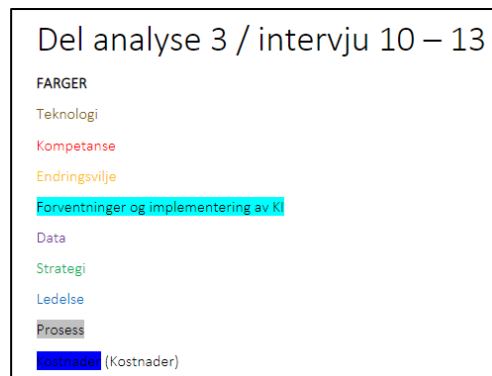 Del analyse 3 / intervju 10 – 13
FARGER
Teknologi
Kompetanse
Endringsvilje
Forventninger og implementering av KI
Data
Strategi
Ledelse
Prosess
Kostnader (Kostnader)